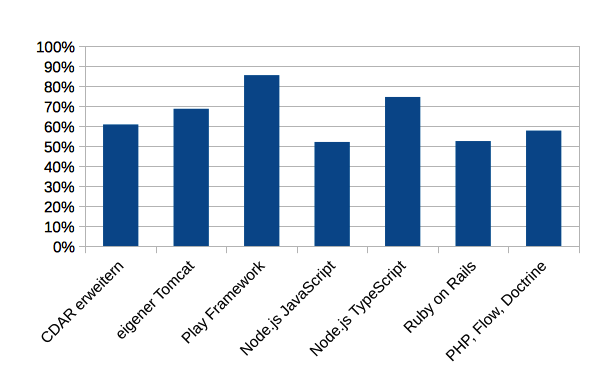 100%
90%
80%
70%
60%
50%
40%
30%
20%
10%
0%
CDAR erweitern
eigener Tomcat
Play Framework
Node.js JavaScript
Node.js TypeScript
Ruby on Rails
PHP, Flow, Doctrine